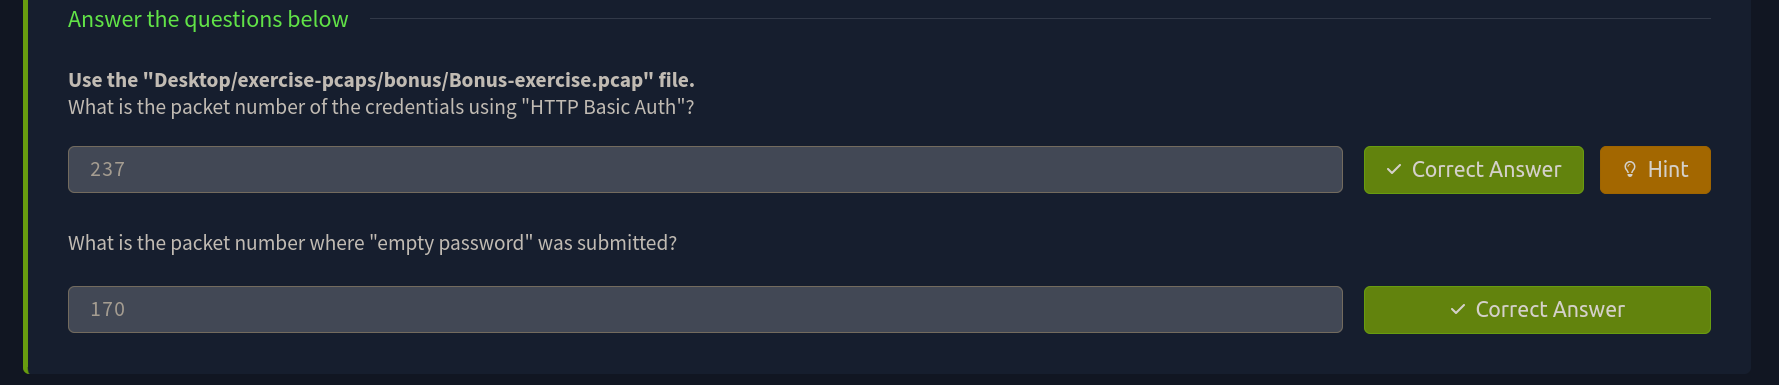 Answer the questions below
Use the "Desktop/exercise-pcaps/bonus/Bonus-exercise.pcap" file.
What is the packet number of the credentials using "HTTP Basic Auth"?
237
Correct Answer
Hint
What is the packet number where "empty password" was submitted?
170
Correct Answer